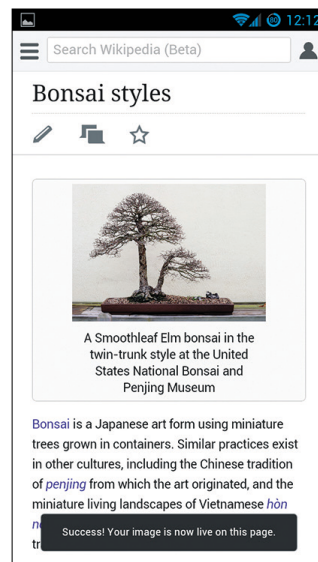 80 12:12
Search Wikipedia (Beta)
Bonsai styles
A Smoothleaf Elm bonsai in the
twin-trunk style at the United
States National Bonsai and
Penjing Museum
Bonsai is a Japanese art form using miniature
trees grown in containers. Similar practices exist
in other cultures, including the Chinese tradition
of penjing from which the art originated, and the
miniature living landscapes of Vietnamese hòn
Success! Your image is now live on this page.